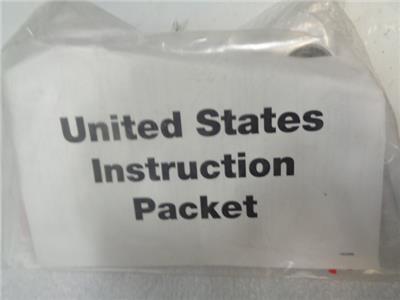 United States
Instruction
Packet